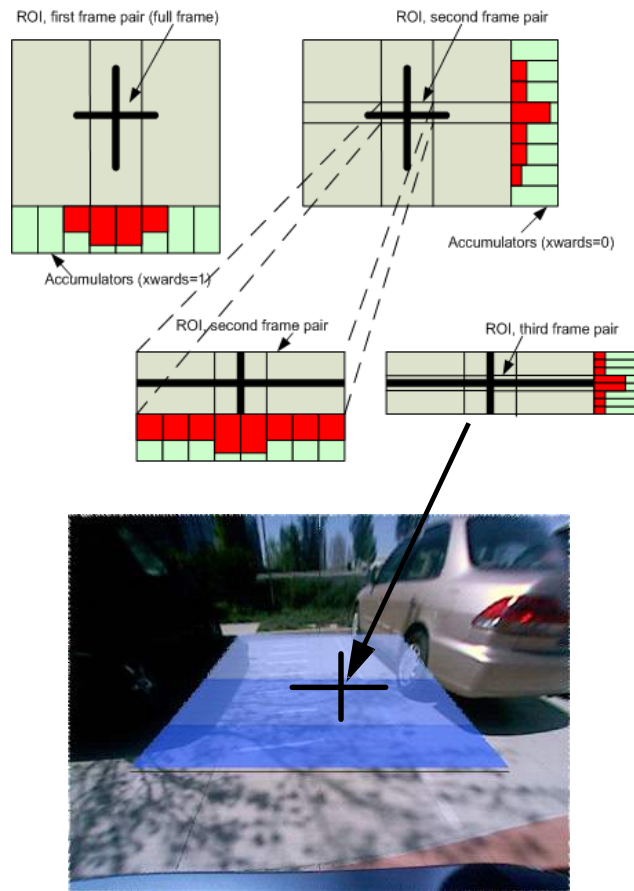 ROI, first frame pair (full frame)
ROI, second frame pair
Accumulators (xwards=1)
Accumulators (xwards=0)
ROI, second frame pair
ROI, third frame pair